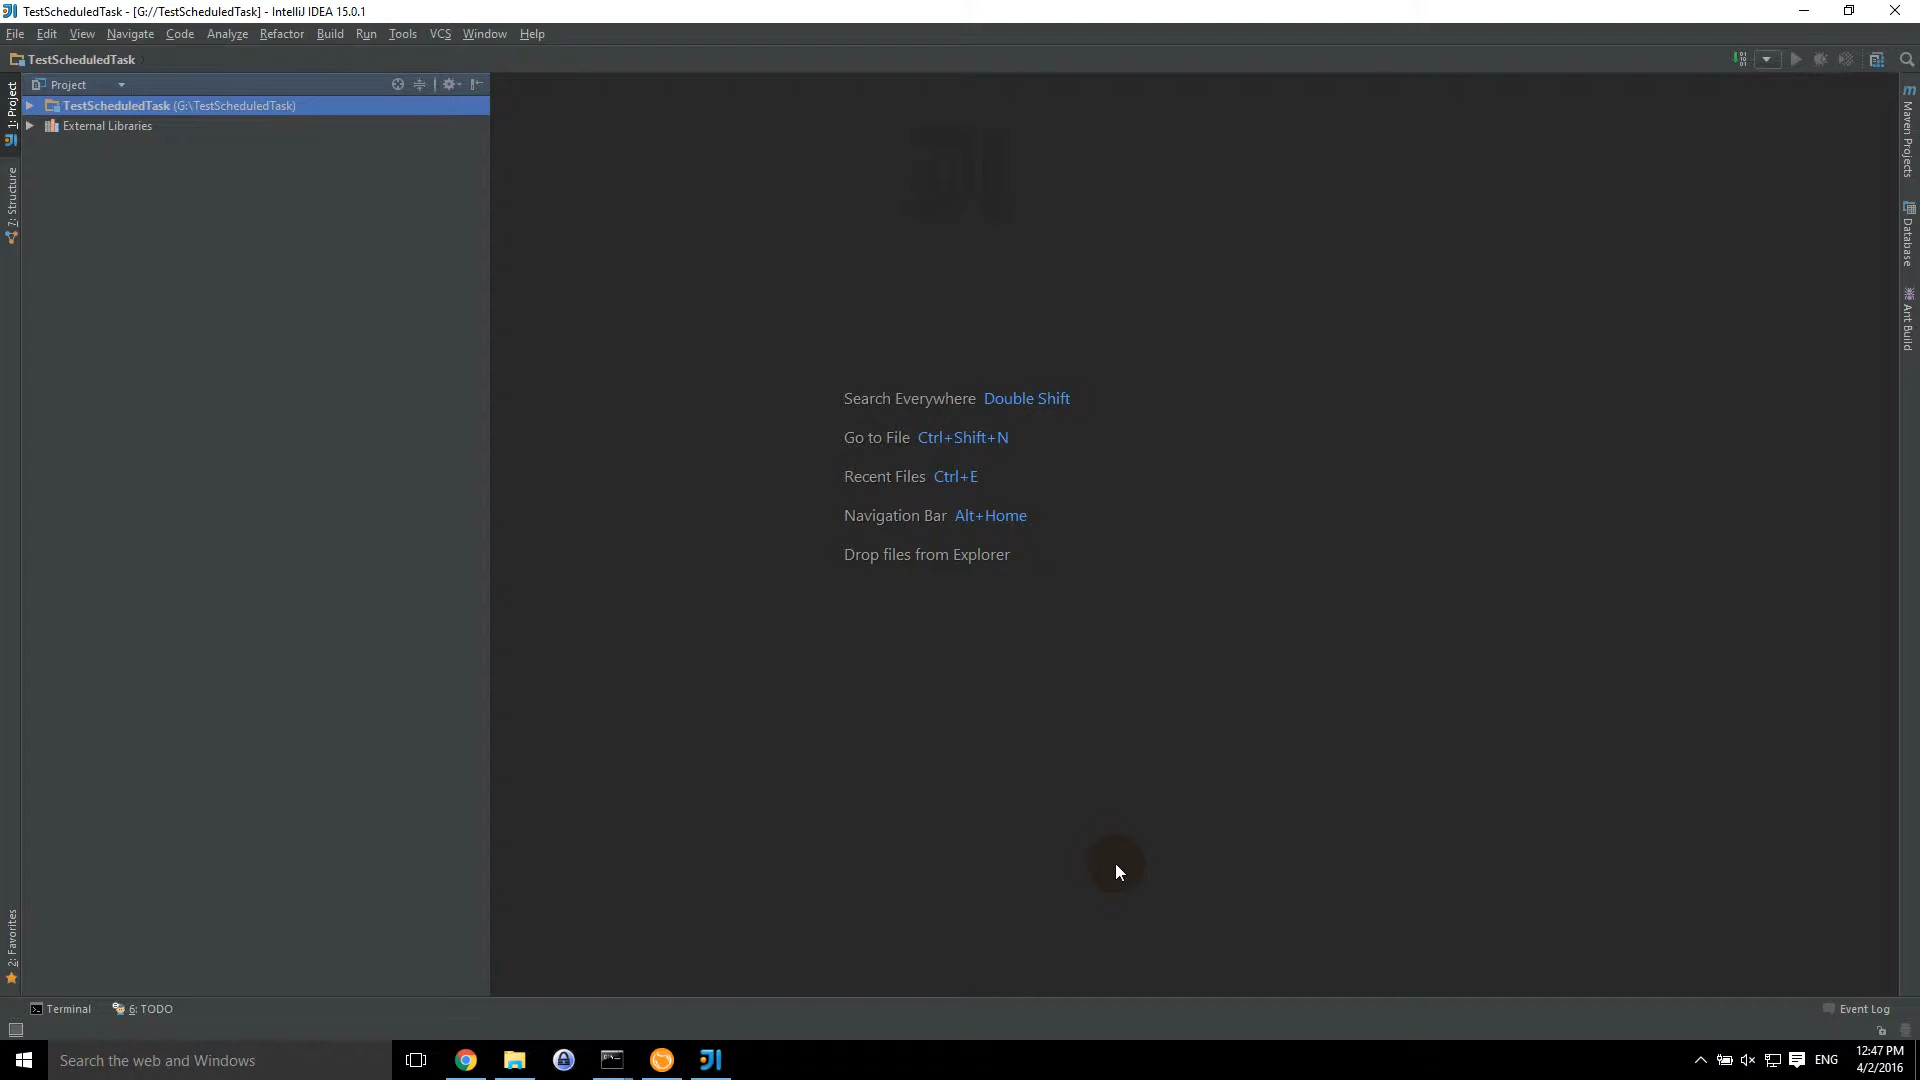 TestScheduledTask - [G://TestScheduledTask] - IntelliJ IDEA 15.0.1
File Edit View Navigate Code Analyze Refactor Build Run Tools VCS Window Help
TestScheduledTask
Project
TestScheduledTask (G:\TestScheduledTask)
External Libraries
1: Project
7: Structure
2: Favorites
Search Everywhere Double Shift
Go to File Ctrl+Shift+N
Recent Files Ctrl+E
Navigation Bar Alt+Home
Drop files from Explorer
Maven Projects
Database
Ant Build
Terminal 6: TODO
Event Log
Search the web and Windows
ENG
12:47 PM
4/2/2016